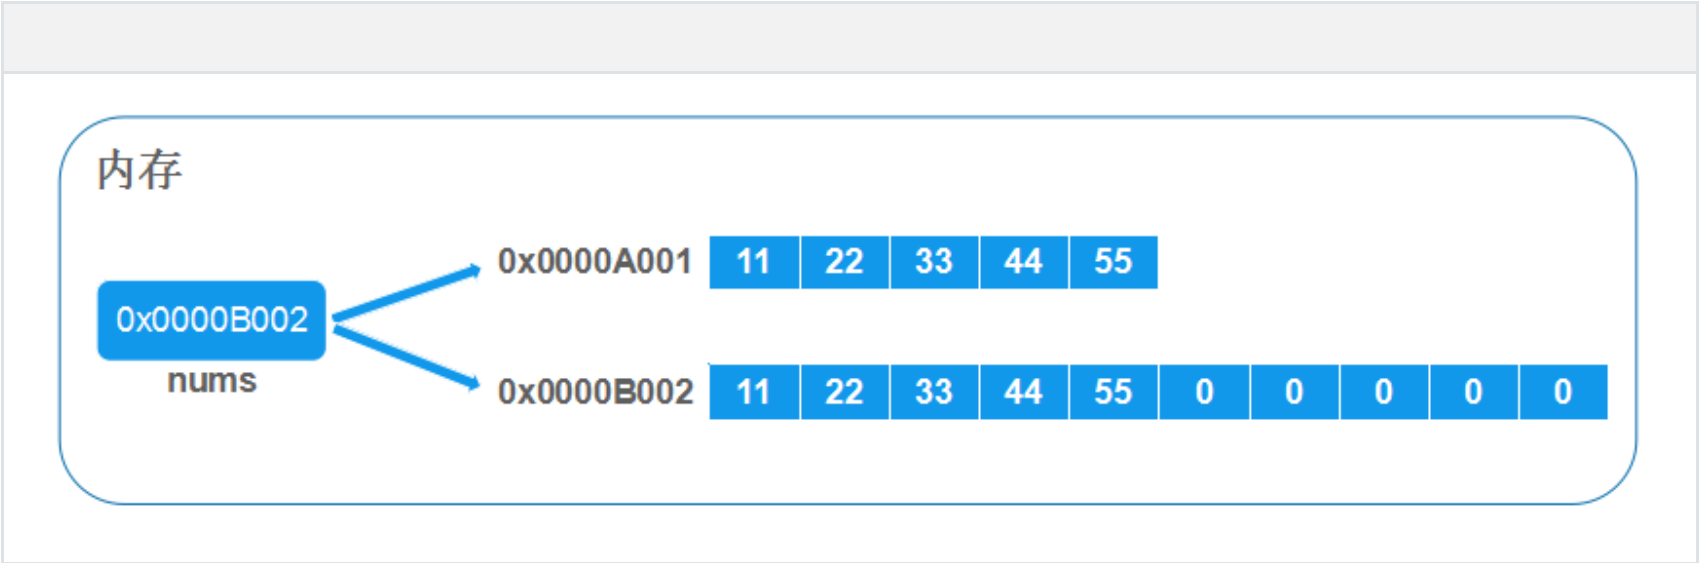 内存
0x0000A001 11 22 33 44 55
0x0000B002
nums
0x0000B002 11 22 33 44 55 0 0 0 0 0